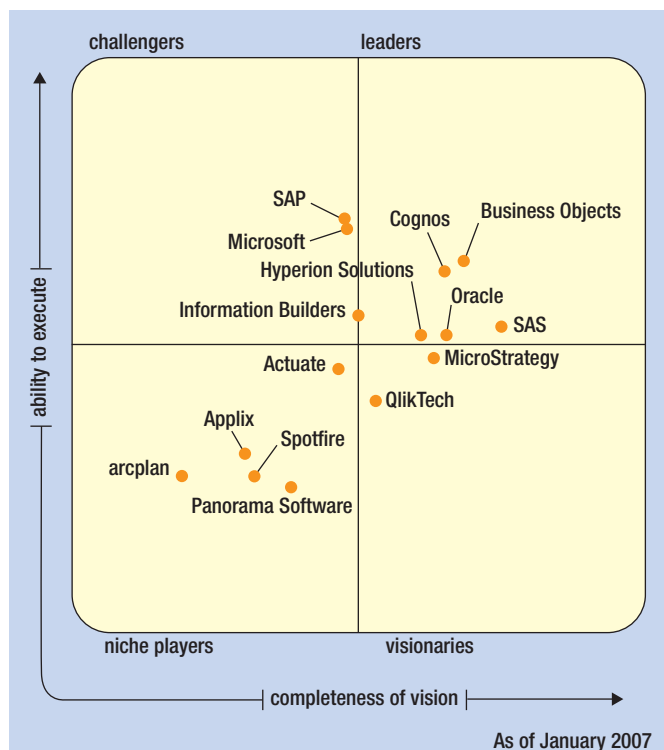 challengers
leaders
SAP
Microsoft
Cognos
Business Objects
Hyperion Solutions
Oracle
Information Builders
SAS
Actuate
MicroStrategy
QlikTech
Applix
Spotfire
arcplan
Panorama Software
ability to execute
niche players
visionaries
completeness of vision
As of January 2007